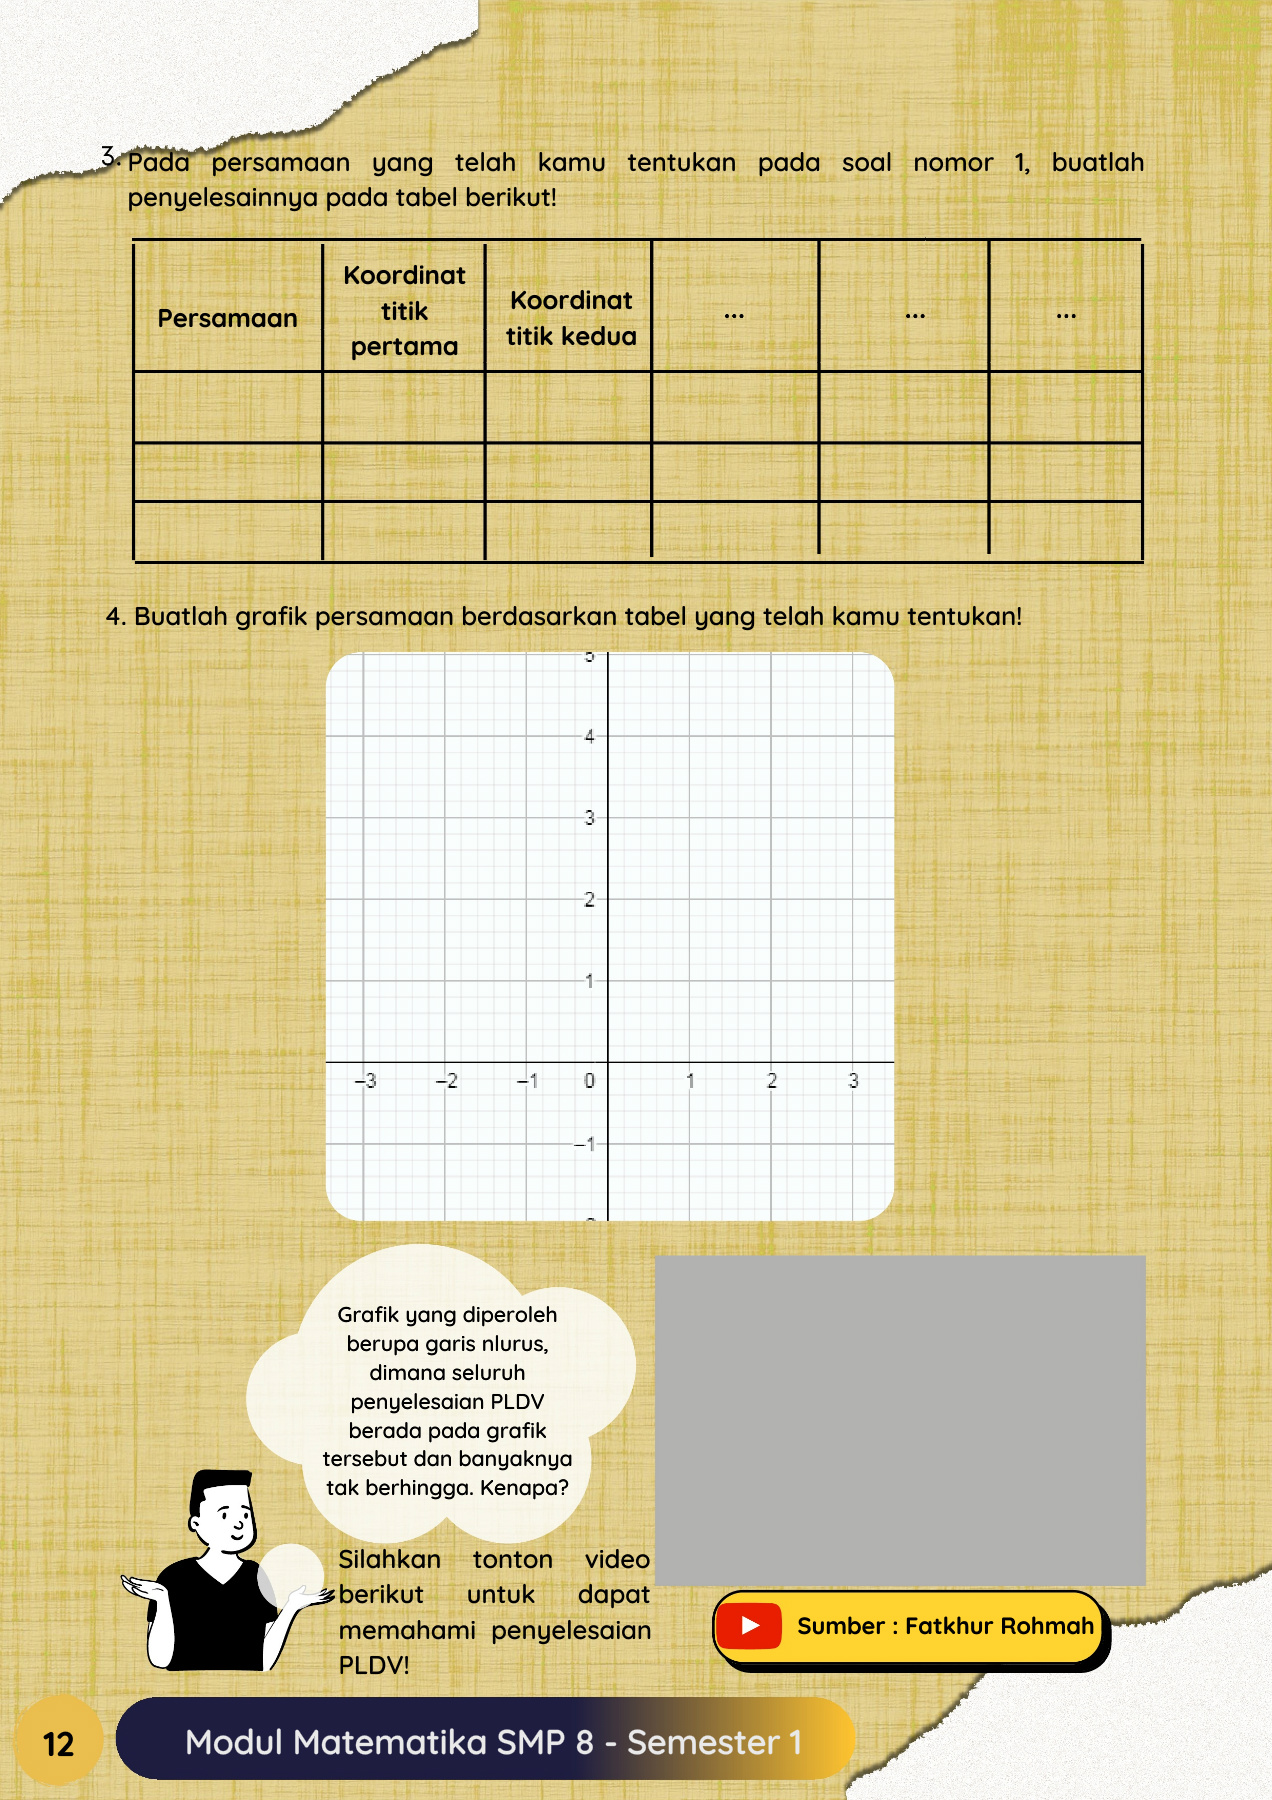 3. Pada persamaan yang telah kamu tentukan pada soal nomor 1, buatlah
penyelesainnya pada tabel berikut!
Persamaan
Koordinat
titik
pertama
Koordinat
titik kedua
...
...
...
4. Buatlah grafik persamaan berdasarkan tabel yang telah kamu tentukan!
5
4
3
2
1
−3 −2 −1 0 1 2 3
−1
Grafik yang diperoleh
berupa garis nlurus,
dimana seluruh
penyelesaian PLDV
berada pada grafik
tersebut dan banyaknya
tak berhingga. Kenapa?
Silahkan tonton video
berikut untuk dapat
memahami penyelesaian
PLDV!
Sumber : Fatkhur Rohmah
12
Modul Matematika SMP 8 - Semester 1